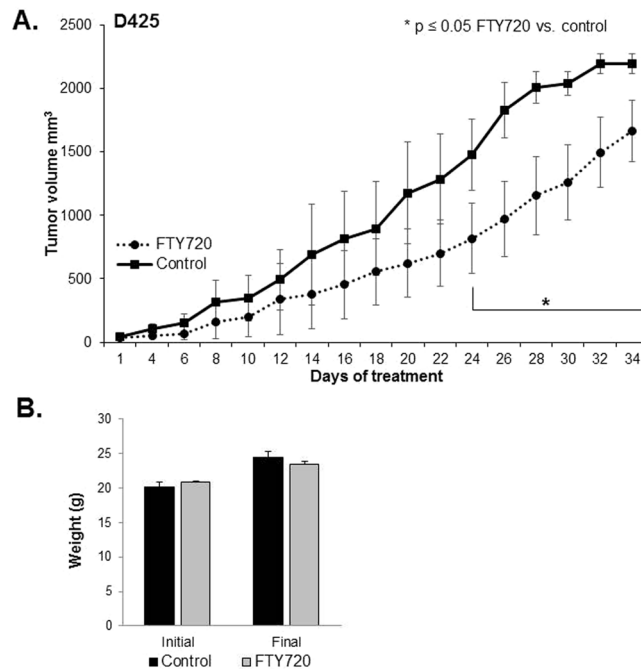 A.
D425
* p ≤ 0.05 FTY720 vs. control
2500
2000
1500
1000
500
0
Tumor volume mm³
FTY720
Control
*
1 4 6 8 10 12 14 16 18 20 22 24 26 28 30 32 34
Days of treatment
B.
30
25
20
15
10
5
0
Weight (g)
Initial Final
Control FTY720